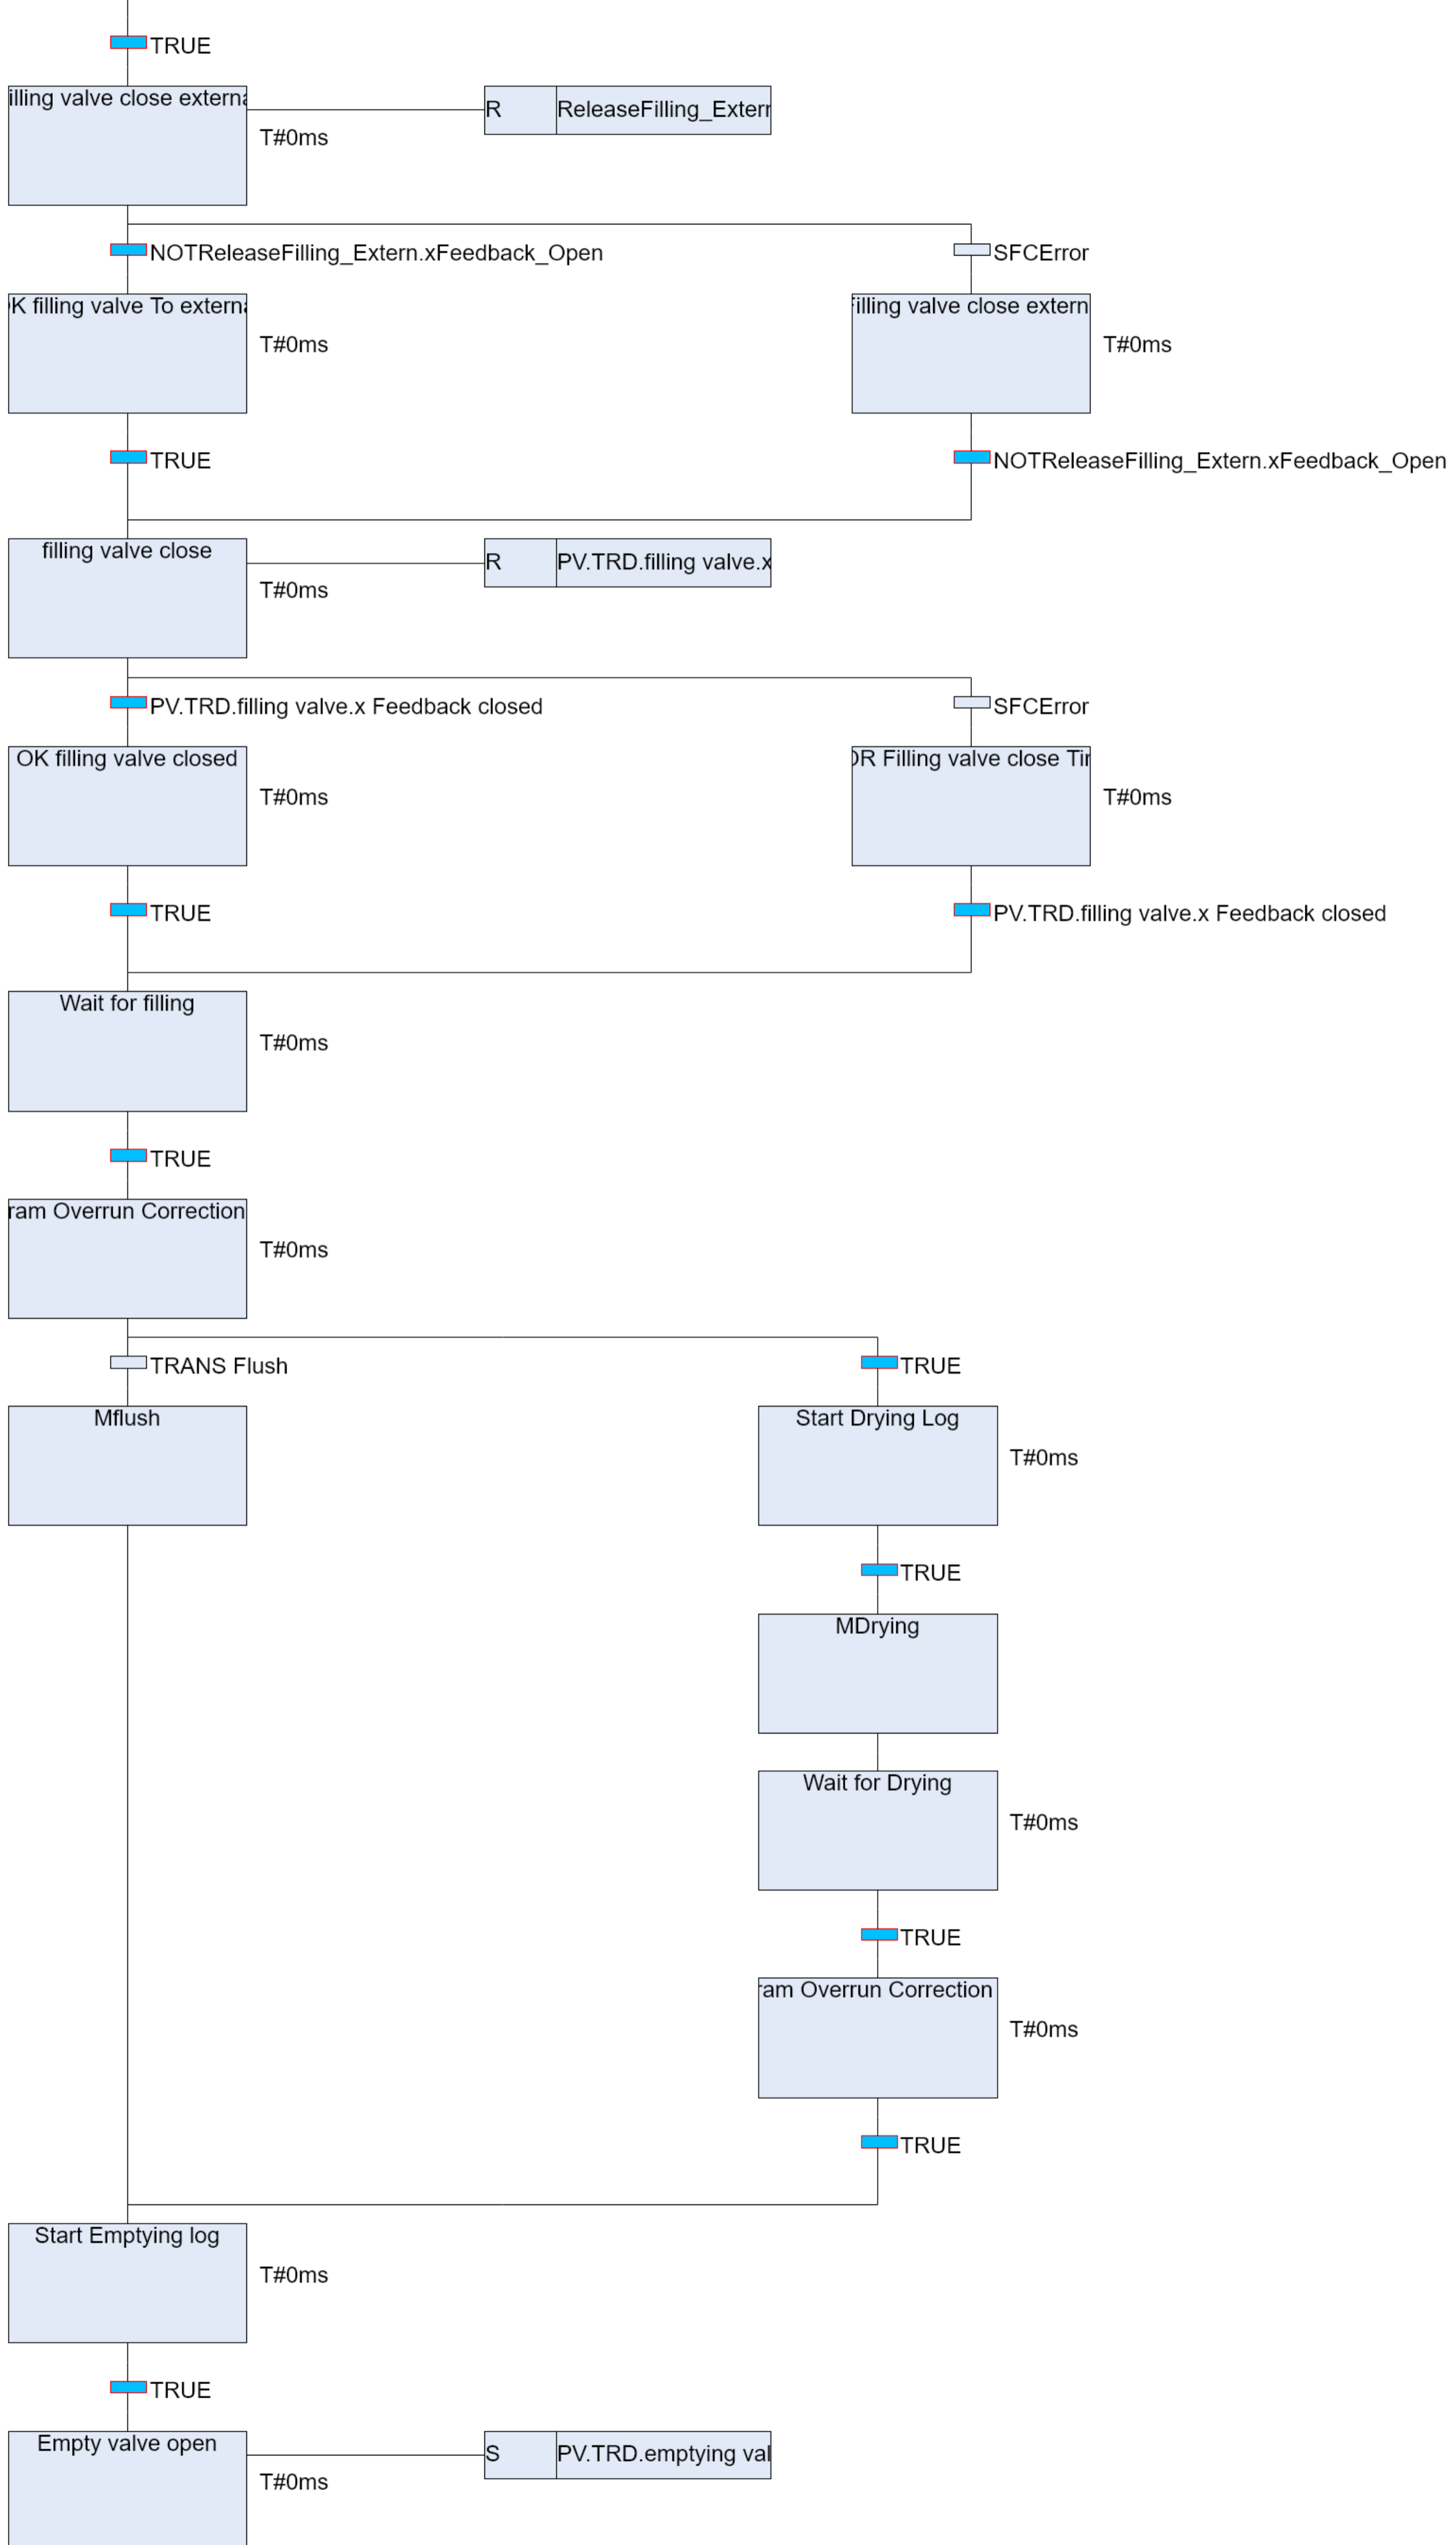 TRUE
illing valve close externa
R
ReleaseFilling_Extern
T#0ms
NOTReleaseFilling_Extern.xFeedback_Open
SFCError
K filling valve To externa
T#0ms
illing valve close extern
T#0ms
TRUE
NOTReleaseFilling_Extern.xFeedback_Open
filling valve close
R
PV.TRD.filling valve.x
T#0ms
PV.TRD.filling valve.x Feedback closed
SFCError
OK filling valve closed
T#0ms
OR Filling valve close Tim
T#0ms
TRUE
PV.TRD.filling valve.x Feedback closed
Wait for filling
T#0ms
TRUE
ram Overrun Correction
T#0ms
TRANS Flush
TRUE
Mflush
Start Drying Log
T#0ms
TRUE
MDrying
Wait for Drying
T#0ms
TRUE
ram Overrun Correction
T#0ms
TRUE
Start Emptying log
T#0ms
TRUE
Empty valve open
S
PV.TRD.emptying val
T#0ms